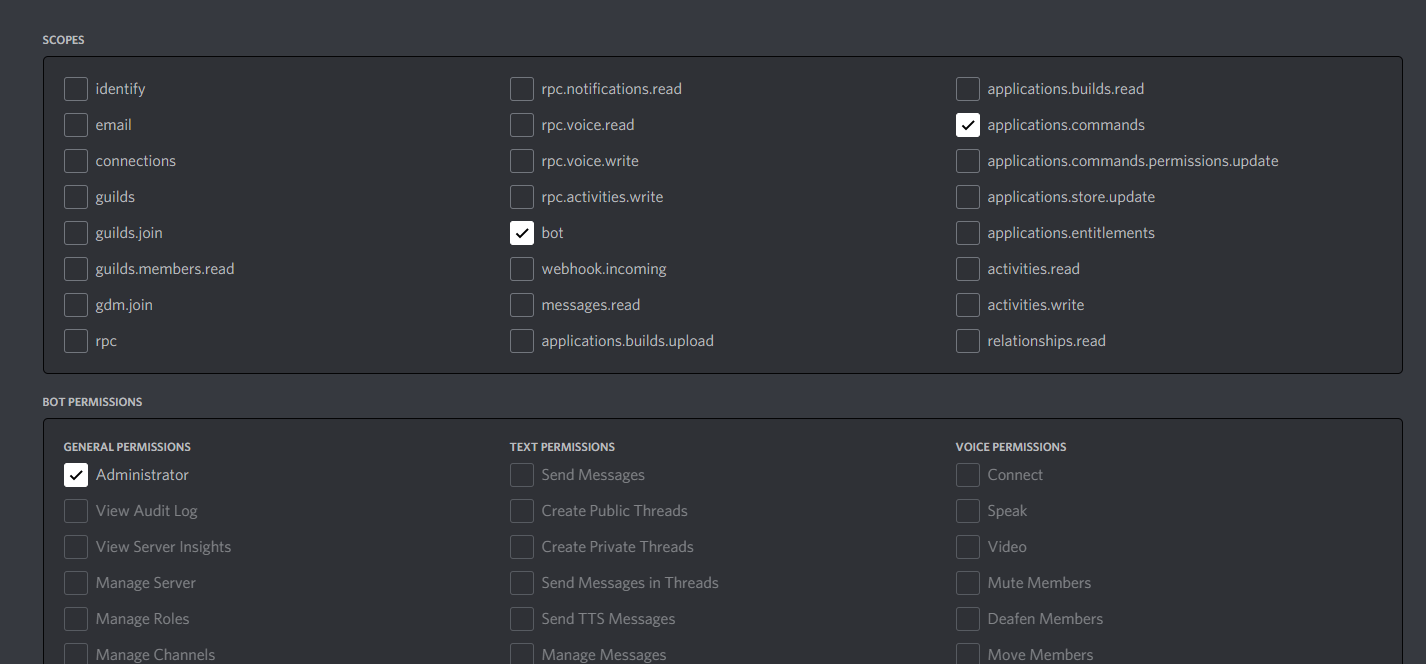 SCOPES
identify
email
connections
guilds
guilds.join
guilds.members.read
gdm.join
rpc
rpc.notifications.read
rpc.voice.read
rpc.voice.write
rpc.activities.write
bot
webhook.incoming
messages.read
applications.builds.upload
applications.builds.read
applications.commands
applications.commands.permissions.update
applications.store.update
applications.entitlements
activities.read
activities.write
relationships.read
BOT PERMISSIONS
GENERAL PERMISSIONS
Administrator
View Audit Log
View Server Insights
Manage Server
Manage Roles
Manage Channels
TEXT PERMISSIONS
Send Messages
Create Public Threads
Create Private Threads
Send Messages in Threads
Send TTS Messages
Manage Messages
VOICE PERMISSIONS
Connect
Speak
Video
Mute Members
Deafen Members
Move Members